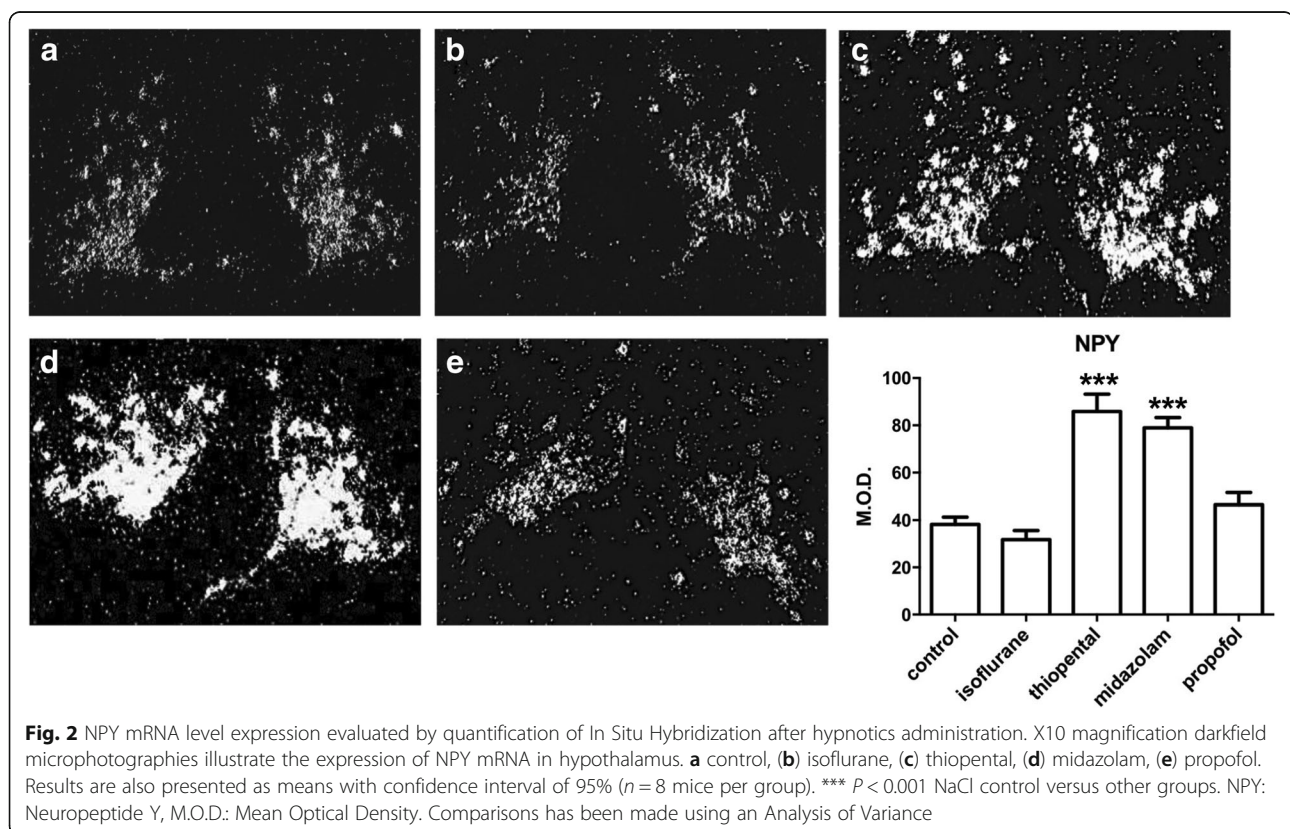 a
b
c
d
e
NPY
***
***
100
80
60
40
20
0
M.O.D.
control
isoflurane
thiopental
midazolam
propofol
Fig. 2 NPY mRNA level expression evaluated by quantification of In Situ Hybridization after hypnotics administration. X10 magnification darkfield
microphotographies illustrate the expression of NPY mRNA in hypothalamus. a control, (b) isoflurane, (c) thiopental, (d) midazolam, (e) propofol.
Results are also presented as means with confidence interval of 95% (n = 8 mice per group). *** P < 0.001 NaCl control versus other groups. NPY:
Neuropeptide Y, M.O.D.: Mean Optical Density. Comparisons has been made using an Analysis of Variance